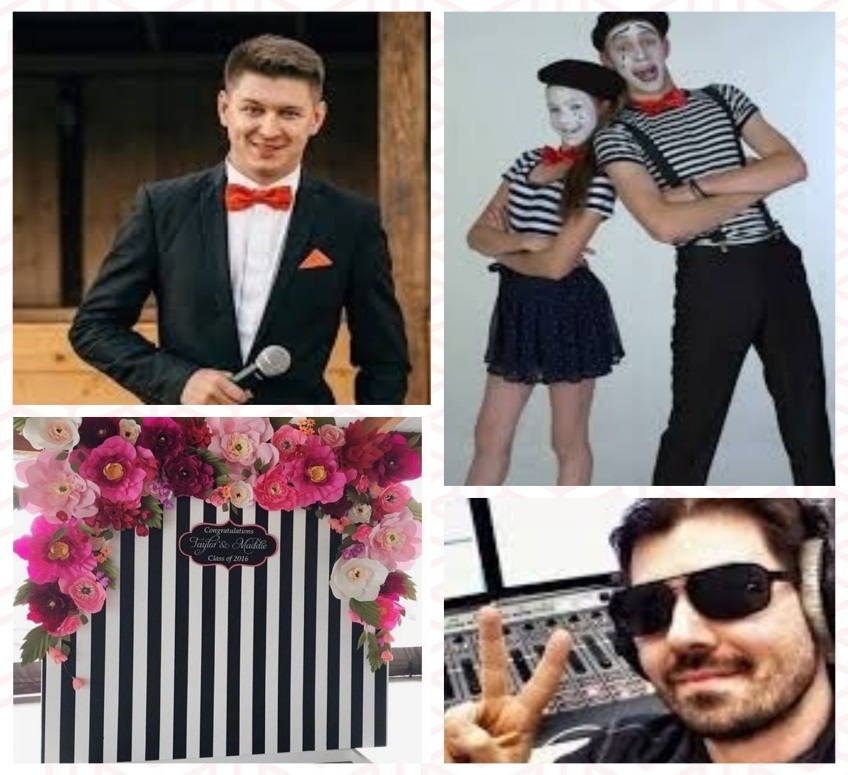 Congratulations
Taylor & Maddie
Class of 2016